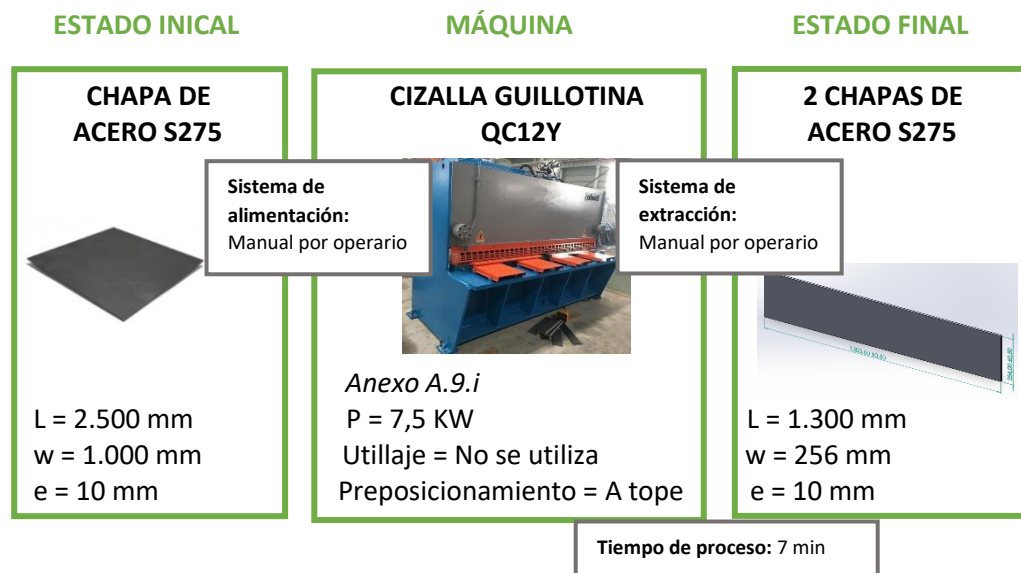 ESTADO INICAL
MÁQUINA
ESTADO FINAL
CHAPA DE
ACERO S275
L = 2.500 mm
w = 1.000 mm
e = 10 mm
Sistema de
alimentación:
Manual por operario
CIZALLA GUILLOTINA
QC12Y
Anexo A.9.i
P = 7,5 KW
Utillaje = No se utiliza
Preposicionamiento = A tope
Sistema de
extracción:
Manual por operario
2 CHAPAS DE
ACERO S275
L = 1.300 mm
w = 256 mm
e = 10 mm
Tiempo de proceso: 7 min